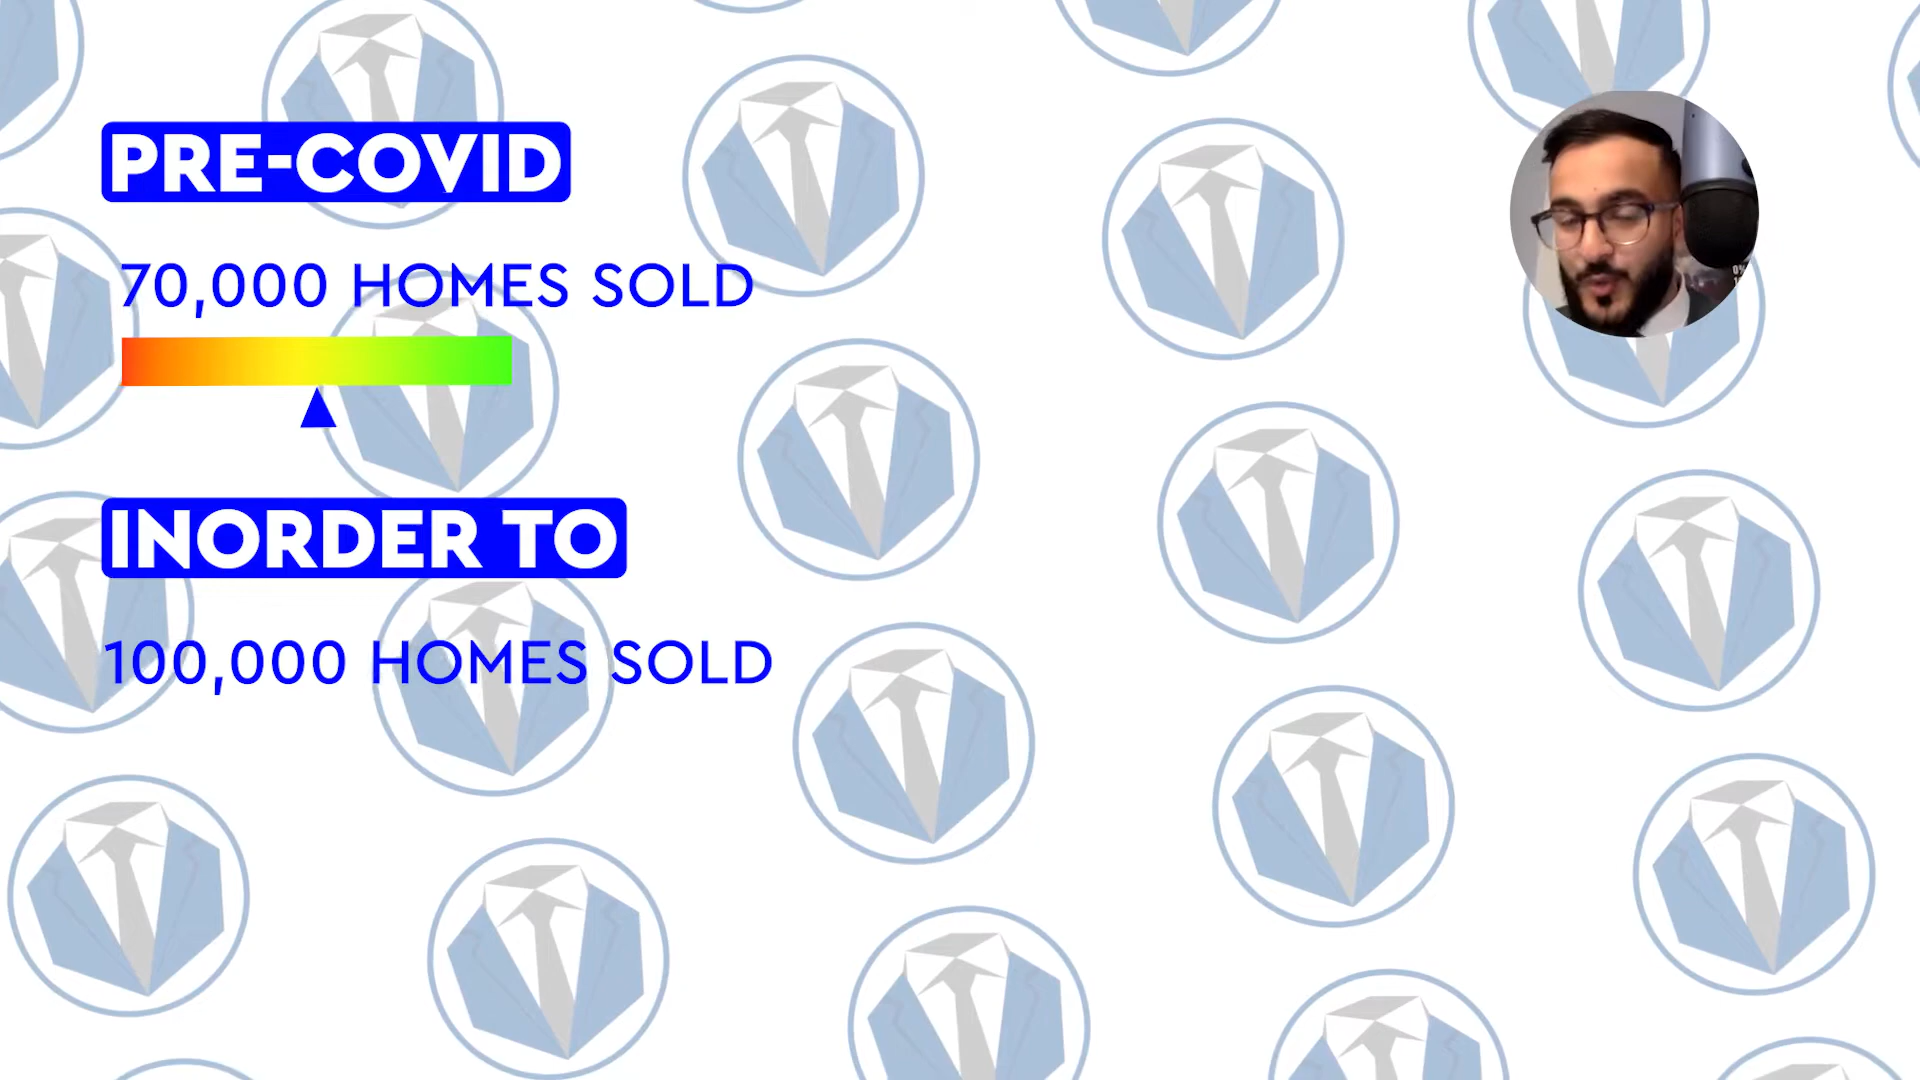 PRE-COVID
70,000 HOMES SOLD
INORDER TO
100,000 HOMES SOLD